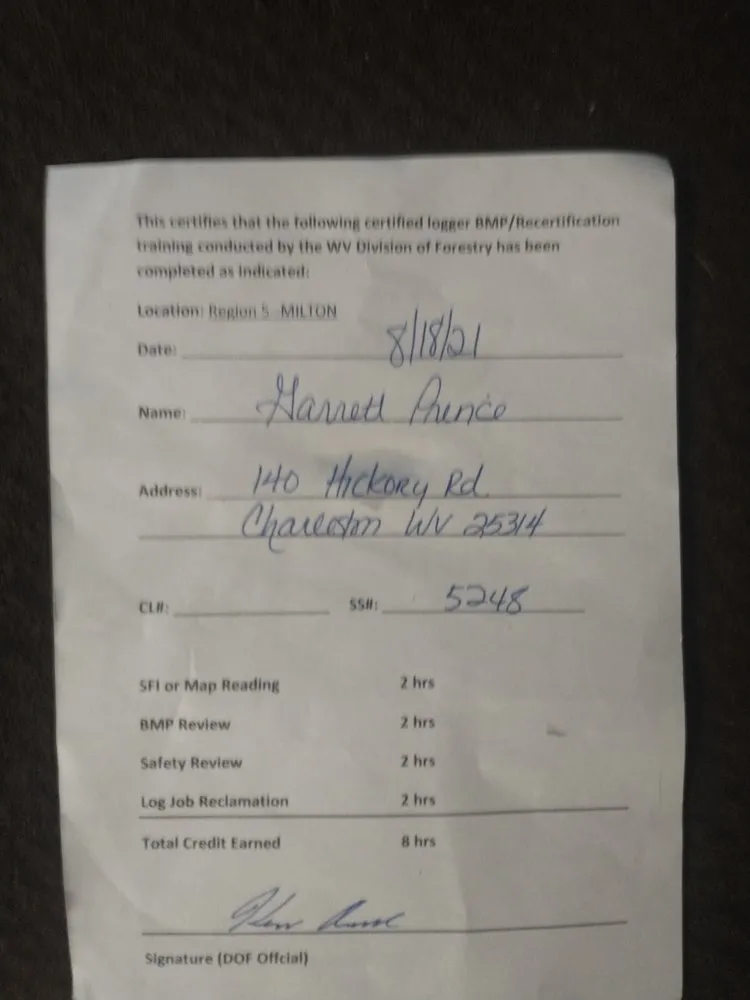 This certifies that the following certified logger BMP/Recertification
training conducted by the WV Division of Forestry has been
completed as indicated:
Location: Region 5 MILTON
Date: 8/18/21
Name: Garrett Prince
Address: 140 Hickory Rd.
Charleston WV 25314
CL#: SS#: 5248
SFI or Map Reading 2 hrs
BMP Review 2 hrs
Safety Review 2 hrs
Log Job Reclamation 2 hrs
Total Credit Earned 8 hrs
Signature (DOF Offcial)